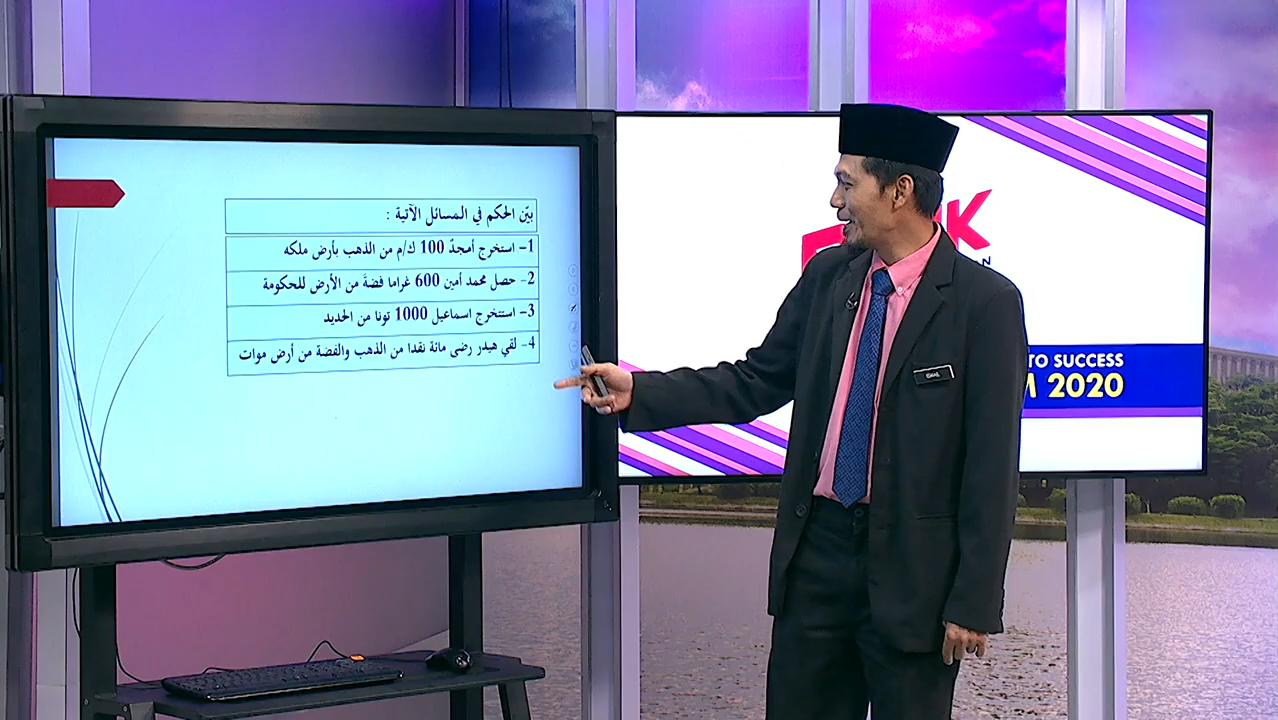 بيّن الحكم في المسائل الآتية :
1- استخرج أمجدُ 100 ك/م من الذهب بأرض ملكه
2- حصل محمد أمين 600 غراما فضةً من الأرض للحكومة
3- استخرج اسماعيل 1000 تونا من الحديد
4- لقي هيدر رضى مائة نقدا من الذهب والفضة من أرض موات
K
N
TO SUCCESS
M 2020
ISMAIL